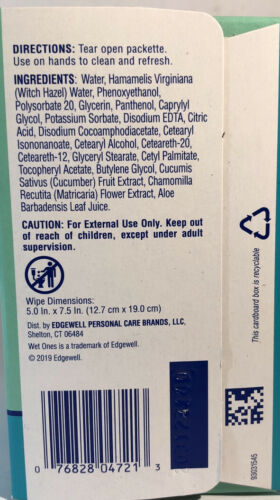 DIRECTIONS: Tear open packette.
Use on hands to clean and refresh.
INGREDIENTS: Water, Hamamelis Virginiana
(Witch Hazel) Water, Phenoxyethanol,
Polysorbate 20, Glycerin, Panthenol, Caprylyl
Glycol, Potassium Sorbate, Disodium EDTA, Citric
Acid, Disodium Cocoamphodiacetate, Cetearyl
Isononanoate, Cetearyl Alcohol, Ceteareth-20,
Ceteareth-12, Glyceryl Stearate, Cetyl Palmitate,
Tocopheryl Acetate, Butylene Glycol, Cucumis
Sativus (Cucumber) Fruit Extract, Chamomilla
Recutita (Matricaria) Flower Extract, Aloe
Barbadensis Leaf Juice.
CAUTION: For External Use Only. Keep out
of reach of children, except under adult
supervision.
Wipe Dimensions:
5.0 In. x 7.5 In. (12.7 cm x 19.0 cm)
Dist. by EDGEWELL PERSONAL CARE BRANDS, LLC,
Shelton, CT 06484
Wet Ones is a trademark of Edgewell.
© 2019 Edgewell.
0 76828 04721 3
This cardboard box is recyclable
93031545